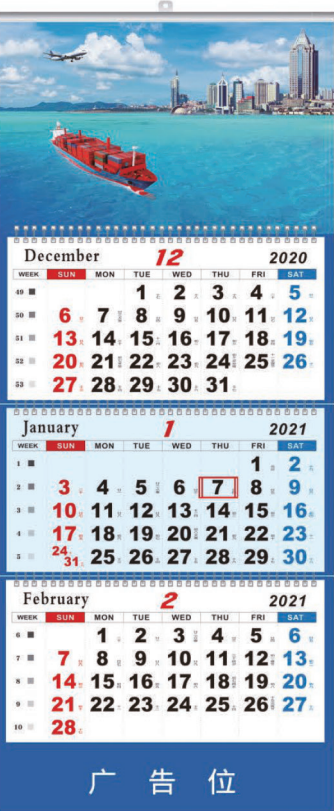 December 12 2020
WEEK SUN MON TUE WED THU FRI SAT
49 1 2 3 4 5
50 6 7 8 9 10 11 12
51 13 14 15 16 17 18 19
52 20 21 22 23 24 25 26
53 27 28 29 30 31
January 1 2021
WEEK SUN MON TUE WED THU FRI SAT
1 1 2
2 3 4 5 6 7 8 9
3 10 11 12 13 14 15 16
4 17 18 19 20 21 22 23
5 24 31 25 26 27 28 29 30
February 2 2021
WEEK SUN MON TUE WED THU FRI SAT
6 1 2 3 4 5 6
7 7 8 9 10 11 12 13
8 14 15 16 17 18 19 20
9 21 22 23 24 25 26 27
10 28
广告位